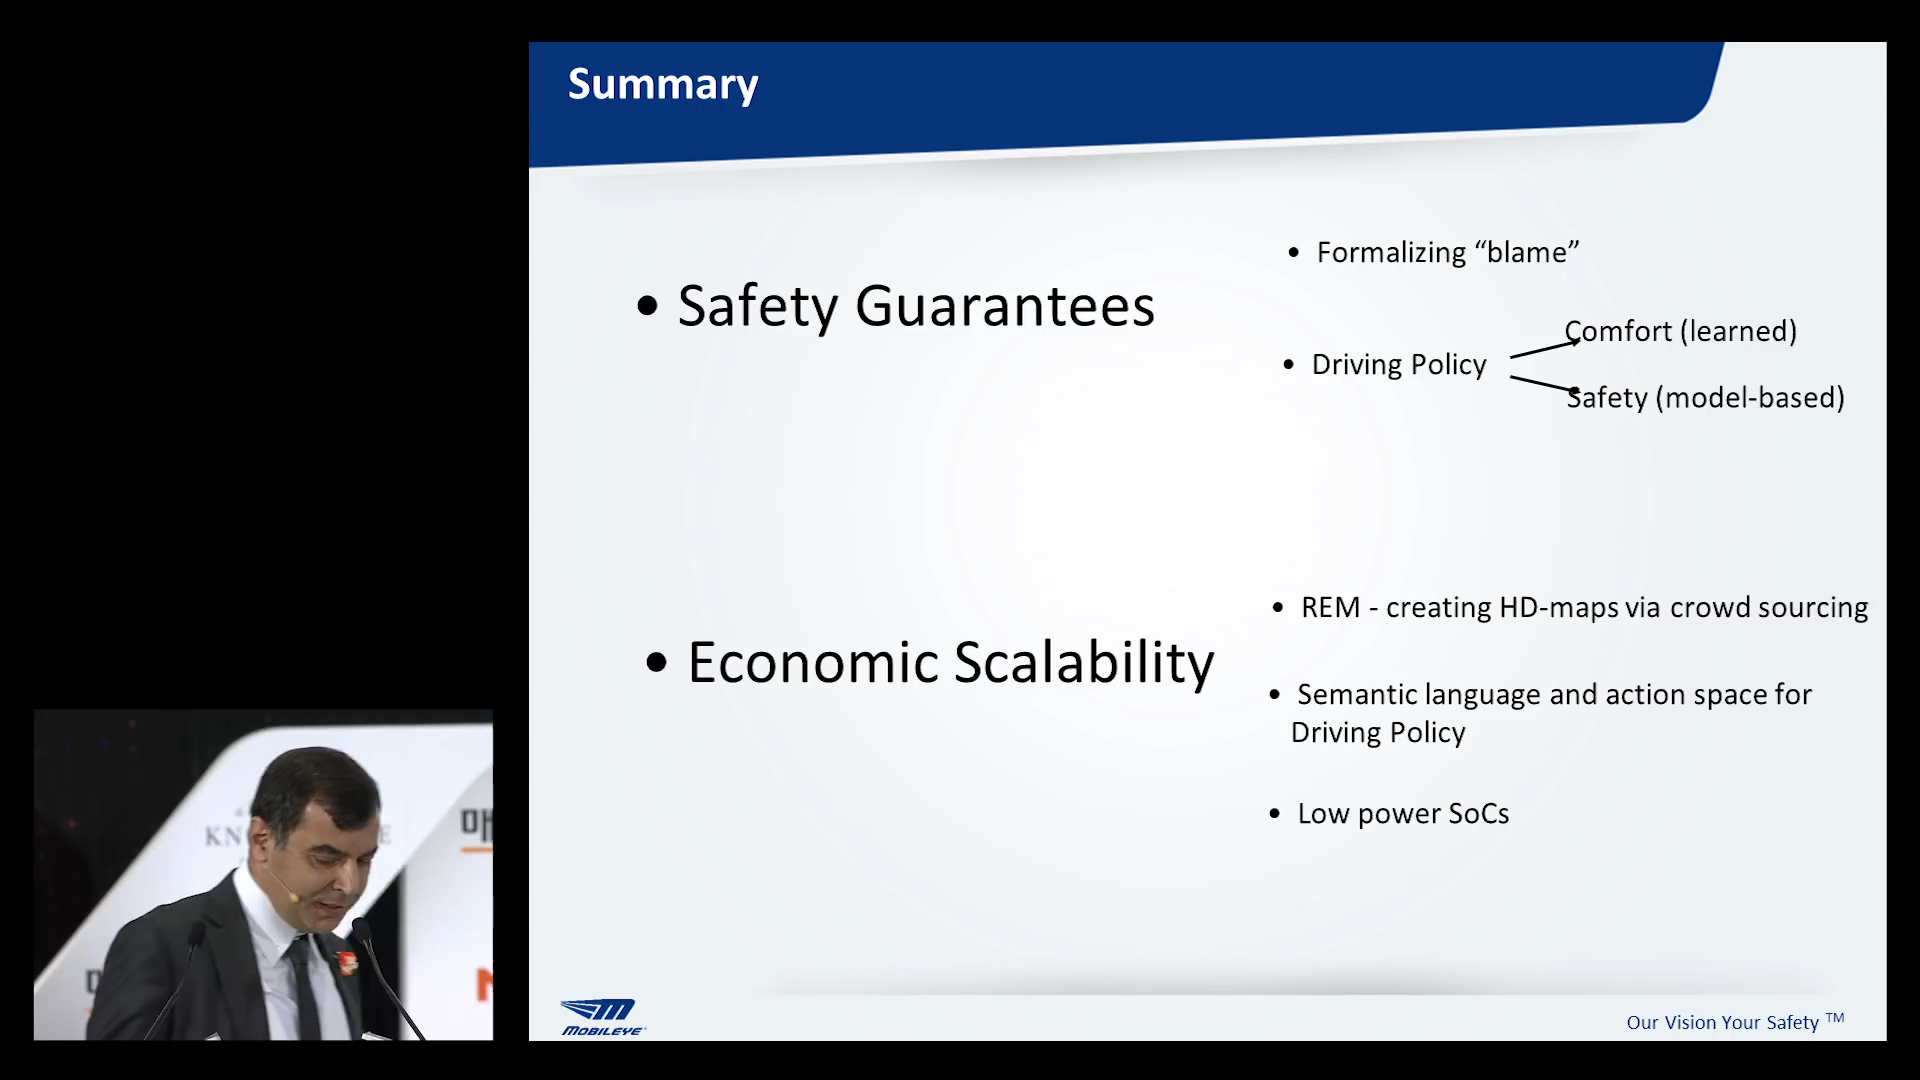 Summary
• Safety Guarantees
• Formalizing “blame”
• Driving Policy
Comfort (learned)
Safety (model-based)
• Economic Scalability
• REM - creating HD-maps via crowd sourcing
• Semantic language and action space for
Driving Policy
• Low power SoCs
MOBILEYE
Our Vision Your Safety TM